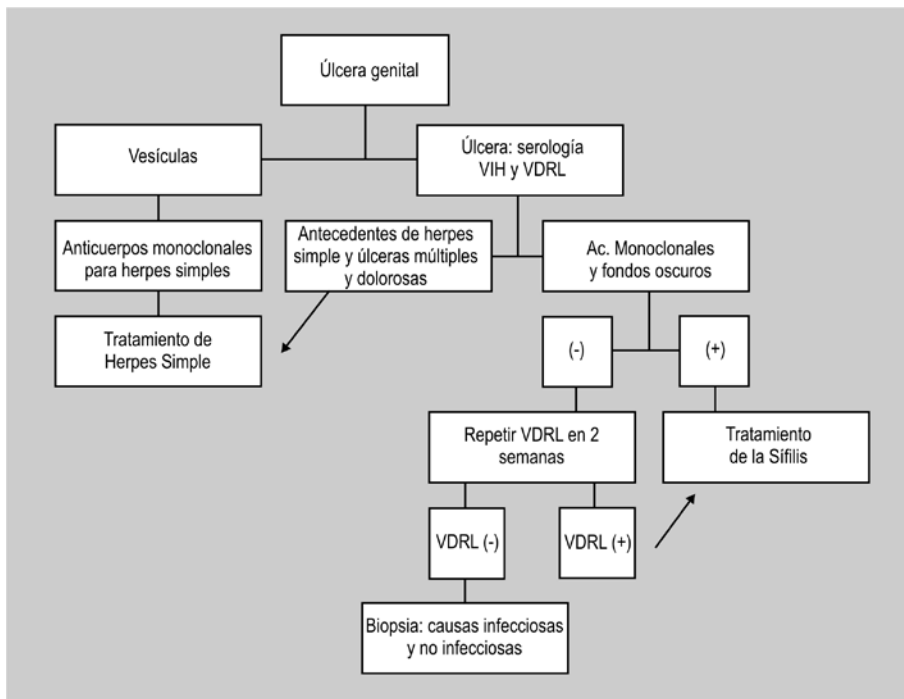 Úlcera genital
Vesículas
Úlcera: serología
VIH y VDRL
Anticuerpos monoclonales
para herpes simples
Antecedentes de herpes
simple y úlceras múltiples
y dolorosas
Ac. Monoclonales
y fondos oscuros
Tratamiento de
Herpes Simple
(-)
(+)
Repetir VDRL en 2
semanas
Tratamiento
de la Sífilis
VDRL (-)
VDRL (+)
Biopsia: causas infecciosas
y no infecciosas